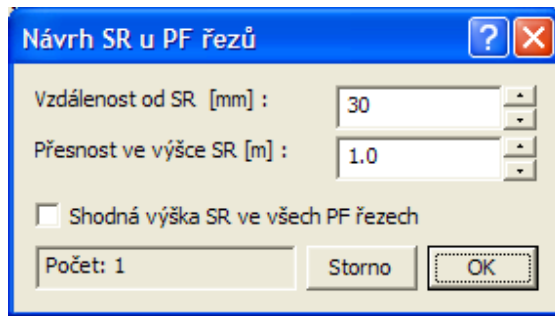 Návrh SR u PF řezů
Vzdálenost od SR [mm] : 30
Přesnost ve výšce SR [m] : 1.0
Shodná výška SR ve všech PF řezech
Počet: 1 Storno OK